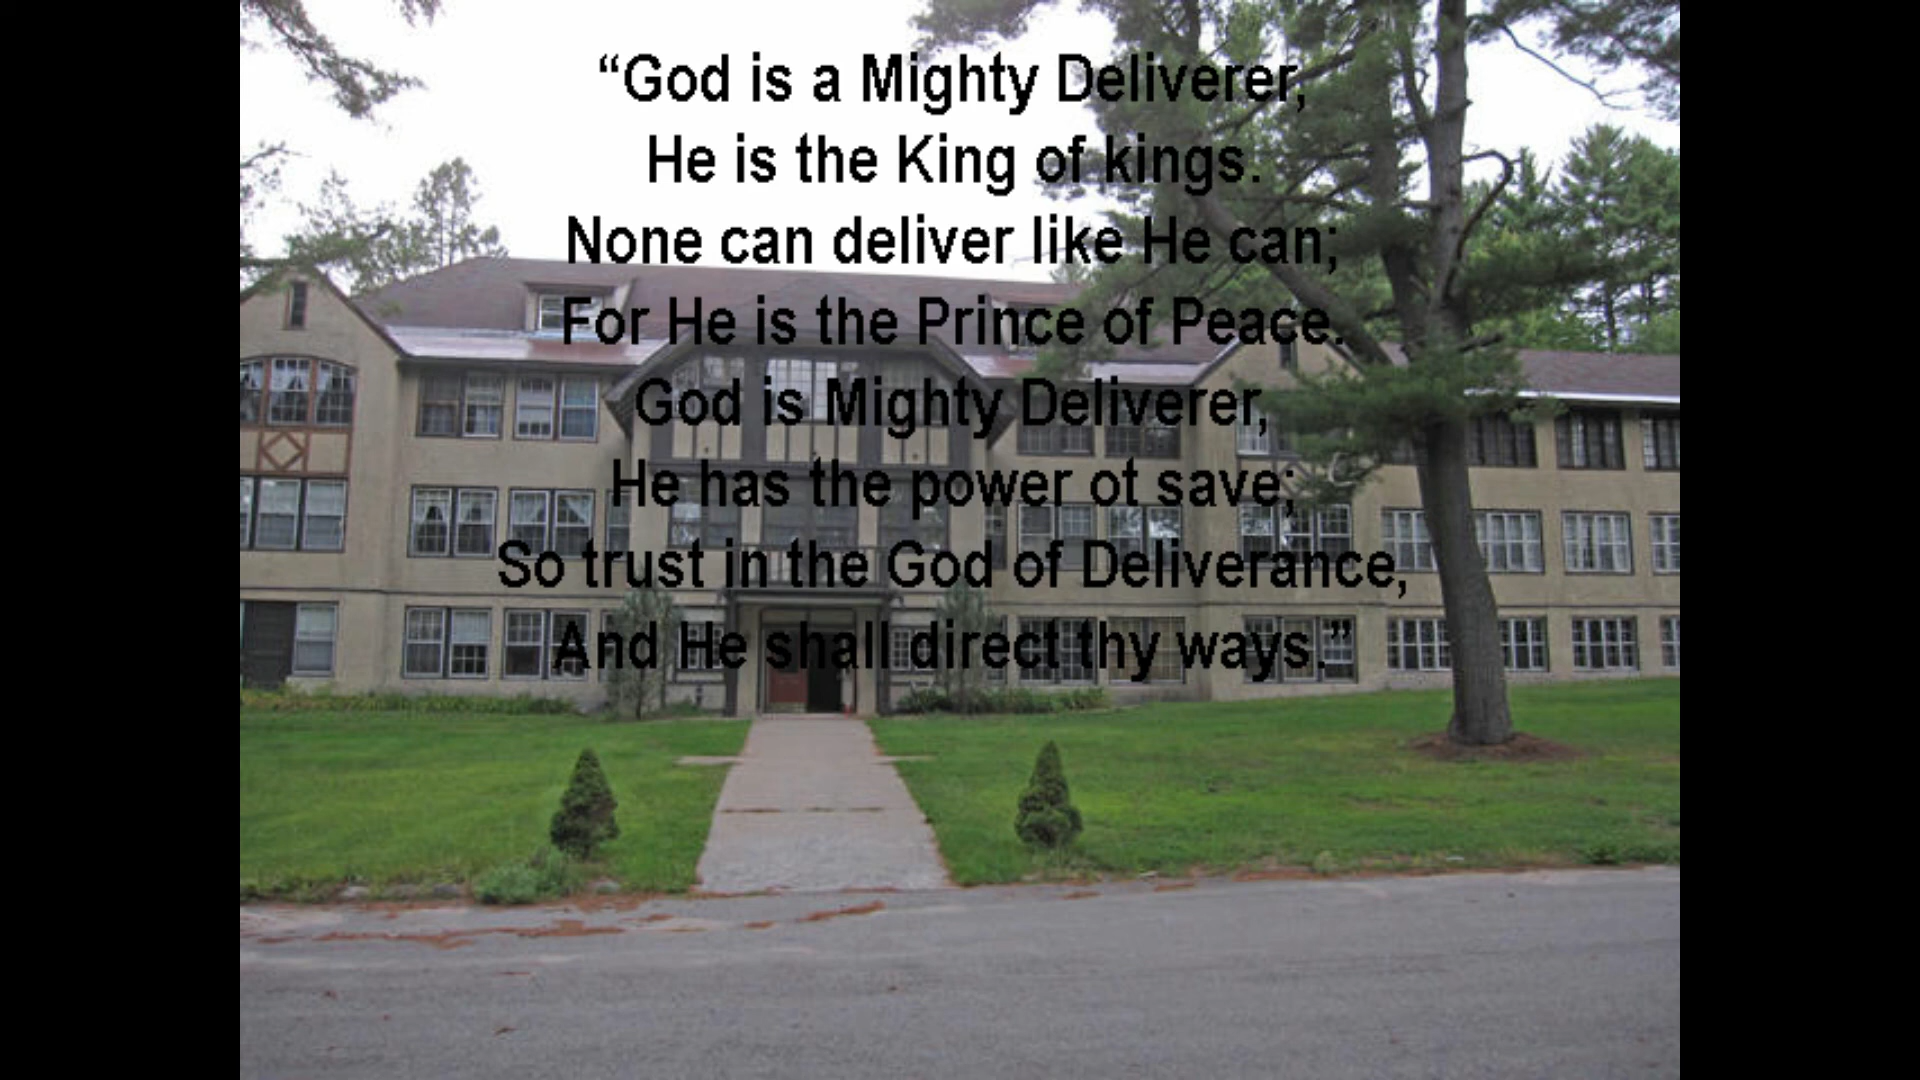 “God is a Mighty Deliverer,
He is the King of kings.
None can deliver like He can;
For He is the Prince of Peace.
God is Mighty Deliverer,
He has the power ot save;
So trust in the God of Deliverance,
And He shall direct thy ways.”